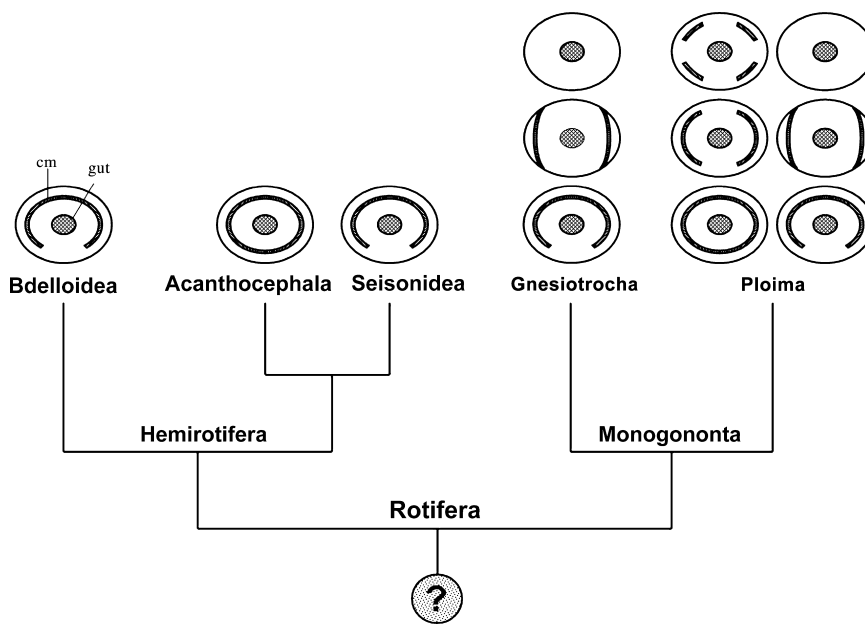 cm
gut
Bdelloidea
Acanthocephala
Seisonidea
Gnesiotrocha
Ploima
Hemirotifera
Monogononta
Rotifera
?